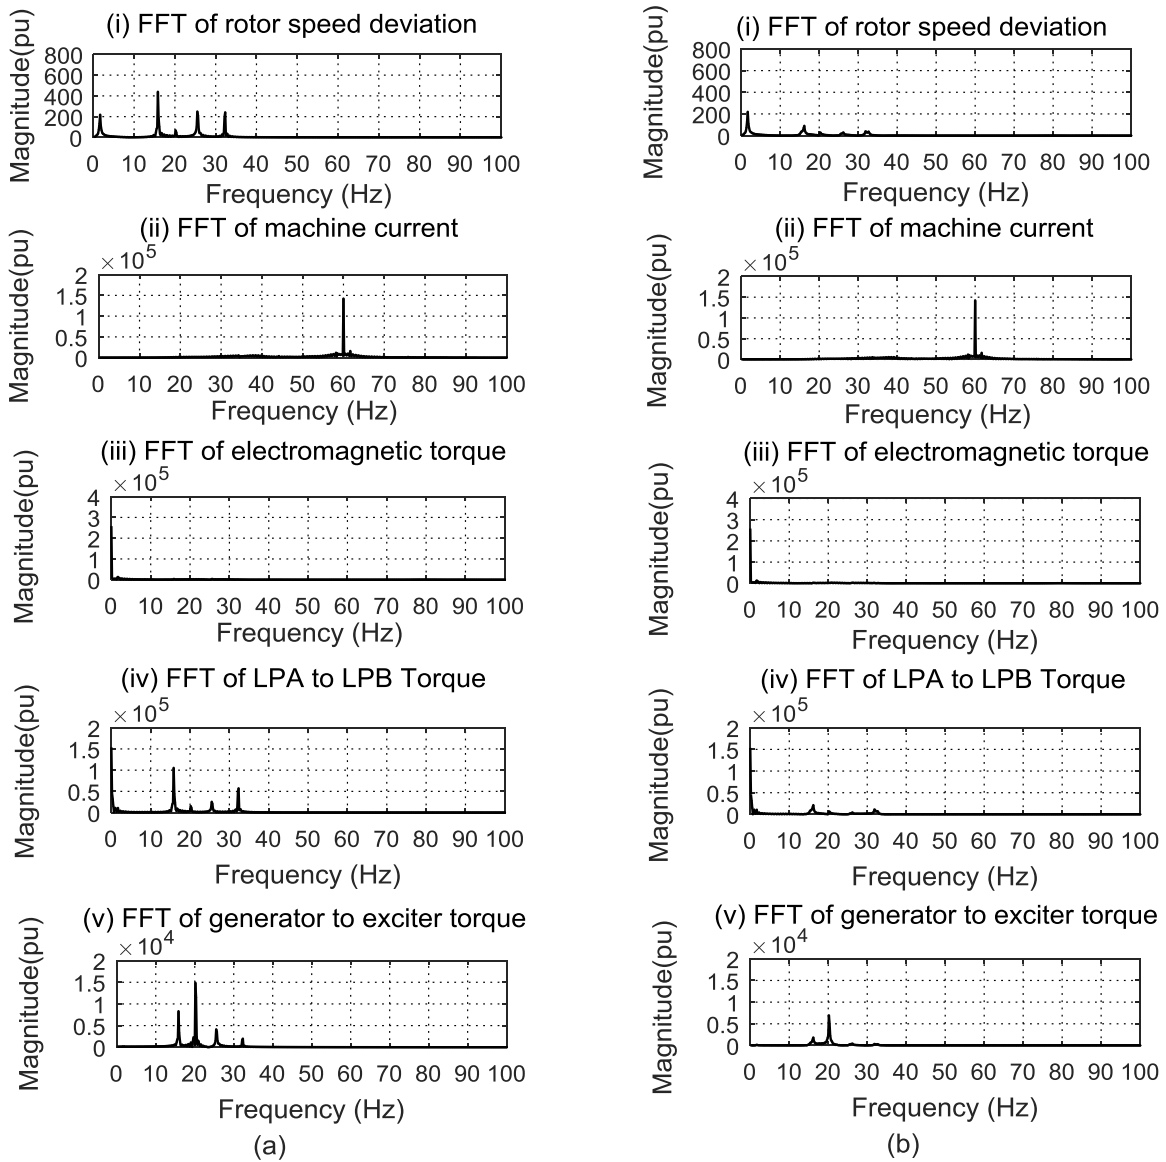 (i) FFT of rotor speed deviation
Magnitude(pu)
800
600
400
200
0
0 10 20 30 40 50 60 70 80 90 100
Frequency (Hz)
(ii) FFT of machine current
Magnitude(pu)
×10^5
2
1.5
1
0.5
0
0 10 20 30 40 50 60 70 80 90 100
Frequency (Hz)
(iii) FFT of electromagnetic torque
Magnitude(pu)
×10^5
4
3
2
1
0
0 10 20 30 40 50 60 70 80 90 100
Frequency (Hz)
(iv) FFT of LPA to LPB Torque
Magnitude(pu)
×10^5
2
1.5
1
0.5
0
0 10 20 30 40 50 60 70 80 90 100
Frequency (Hz)
(v) FFT of generator to exciter torque
Magnitude(pu)
×10^4
2
1.5
1
0.5
0
0 10 20 30 40 50 60 70 80 90 100
Frequency (Hz)
(a)
(i) FFT of rotor speed deviation
Magnitude(pu)
800
600
400
200
0
0 10 20 30 40 50 60 70 80 90 100
Frequency (Hz)
(ii) FFT of machine current
Magnitude(pu)
×10^5
2
1.5
1
0.5
0
0 10 20 30 40 50 60 70 80 90 100
Frequency (Hz)
(iii) FFT of electromagnetic torque
Magnitude(pu)
×10^5
4
3
2
1
0
0 10 20 30 40 50 60 70 80 90 100
Frequency (Hz)
(iv) FFT of LPA to LPB Torque
Magnitude(pu)
×10^5
2
1.5
1
0.5
0
0 10 20 30 40 50 60 70 80 90 100
Frequency (Hz)
(v) FFT of generator to exciter torque
Magnitude(pu)
×10^4
2
1.5
1
0.5
0
0 10 20 30 40 50 60 70 80 90 100
Frequency (Hz)
(b)